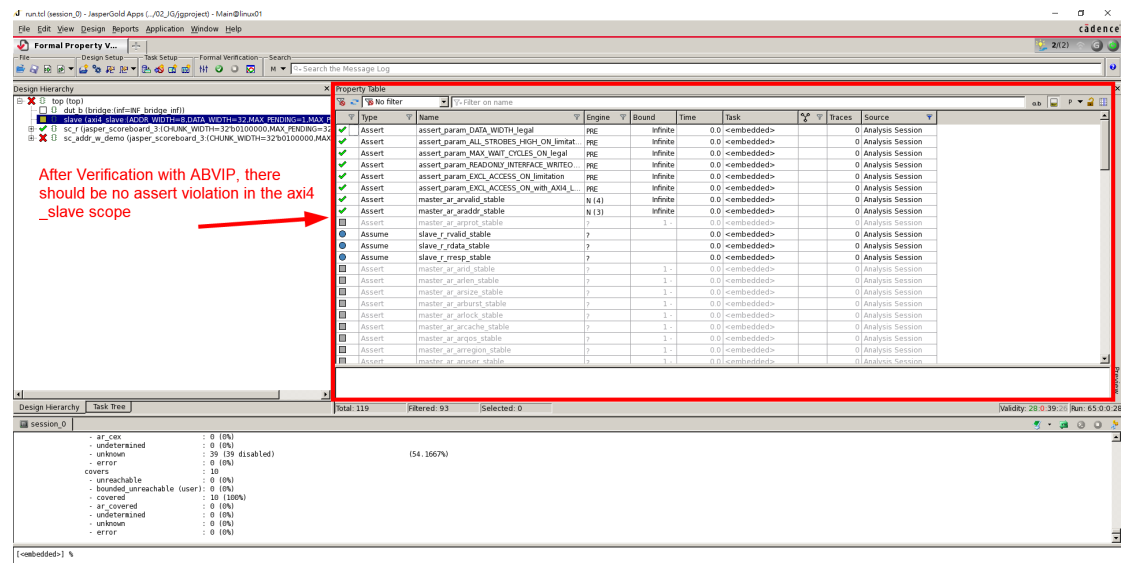 run.tcl (session_0) - JasperGold Apps (.../02_JG/jgproject) - Main@linux01
File Edit View Design Reports Application Window Help
cādence
Formal Property V...
2/(2)
File Design Setup Task Setup Formal Verification Search
Search the Message Log
Design Hierarchy
top (top)
dut_b (bridge:(inf=INF_bridge_inf))
slave (axi4_slave:(ADDR_WIDTH=8,DATA_WIDTH=32,MAX_PENDING=1,MAX_P
sc_r (jasper_scoreboard_3:(CHUNK_WIDTH=32'b0100000,MAX_PENDING=32
sc_addr_w_demo (jasper_scoreboard_3:(CHUNK_WIDTH=32'b0100000,MAX
After Verification with ABVIP, there
should be no assert violation in the axi4
_slave scope
Property Table
No filter Filter on name
Type Name Engine Bound Time Task Traces Source
Assert assert_param_DATA_WIDTH_legal PRE Infinite 0.0 <embedded> 0 Analysis Session
Assert assert_param_ALL_STROBES_HIGH_ON_limitat... PRE Infinite 0.0 <embedded> 0 Analysis Session
Assert assert_param_MAX_WAIT_CYCLES_ON_legal PRE Infinite 0.0 <embedded> 0 Analysis Session
Assert assert_param_READONLY_INTERFACE_WRITEO... PRE Infinite 0.0 <embedded> 0 Analysis Session
Assert assert_param_EXCL_ACCESS_ON_limitation PRE Infinite 0.0 <embedded> 0 Analysis Session
Assert assert_param_EXCL_ACCESS_ON_with_AXI4_L... PRE Infinite 0.0 <embedded> 0 Analysis Session
Assert master_ar_arvalid_stable N (4) Infinite 0.0 <embedded> 0 Analysis Session
Assert master_ar_araddr_stable N (3) Infinite 0.0 <embedded> 0 Analysis Session
Assert master_ar_arprot_stable ? 1 - 0.0 <embedded> 0 Analysis Session
Assume slave_r_rvalid_stable ? 0.0 <embedded> 0 Analysis Session
Assume slave_r_rdata_stable ? 0.0 <embedded> 0 Analysis Session
Assume slave_r_rresp_stable ? 0.0 <embedded> 0 Analysis Session
Assert master_ar_arid_stable ? 1 - 0.0 <embedded> 0 Analysis Session
Assert master_ar_arlen_stable ? 1 - 0.0 <embedded> 0 Analysis Session
Assert master_ar_arsize_stable ? 1 - 0.0 <embedded> 0 Analysis Session
Assert master_ar_arburst_stable ? 1 - 0.0 <embedded> 0 Analysis Session
Assert master_ar_arlock_stable ? 1 - 0.0 <embedded> 0 Analysis Session
Assert master_ar_arcache_stable ? 1 - 0.0 <embedded> 0 Analysis Session
Assert master_ar_arqos_stable ? 1 - 0.0 <embedded> 0 Analysis Session
Assert master_ar_arregion_stable ? 1 - 0.0 <embedded> 0 Analysis Session
Assert master_ar_aruser_stable ? 1 - 0.0 <embedded> 0 Analysis Session
Preview
Design Hierarchy Task Tree
Total: 119 Filtered: 93 Selected: 0 Validity: 28:0:39:26 Run: 65:0:0:28
session_0
- ar_cex : 0 (0%)
- undetermined : 0 (0%)
- unknown : 39 (39 disabled) (54.1667%)
- error : 0 (0%)
covers : 10
- unreachable : 0 (0%)
- bounded_unreachable (user): 0 (0%)
- covered : 10 (100%)
- ar_covered : 0 (0%)
- undetermined : 0 (0%)
- unknown : 0 (0%)
- error : 0 (0%)
[<embedded>] %